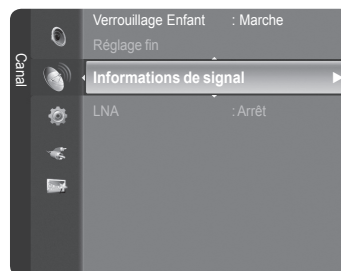 Canal
Verrouillage Enfant : Marche
Réglage fin
Informations de signal
LNA : Arrêt